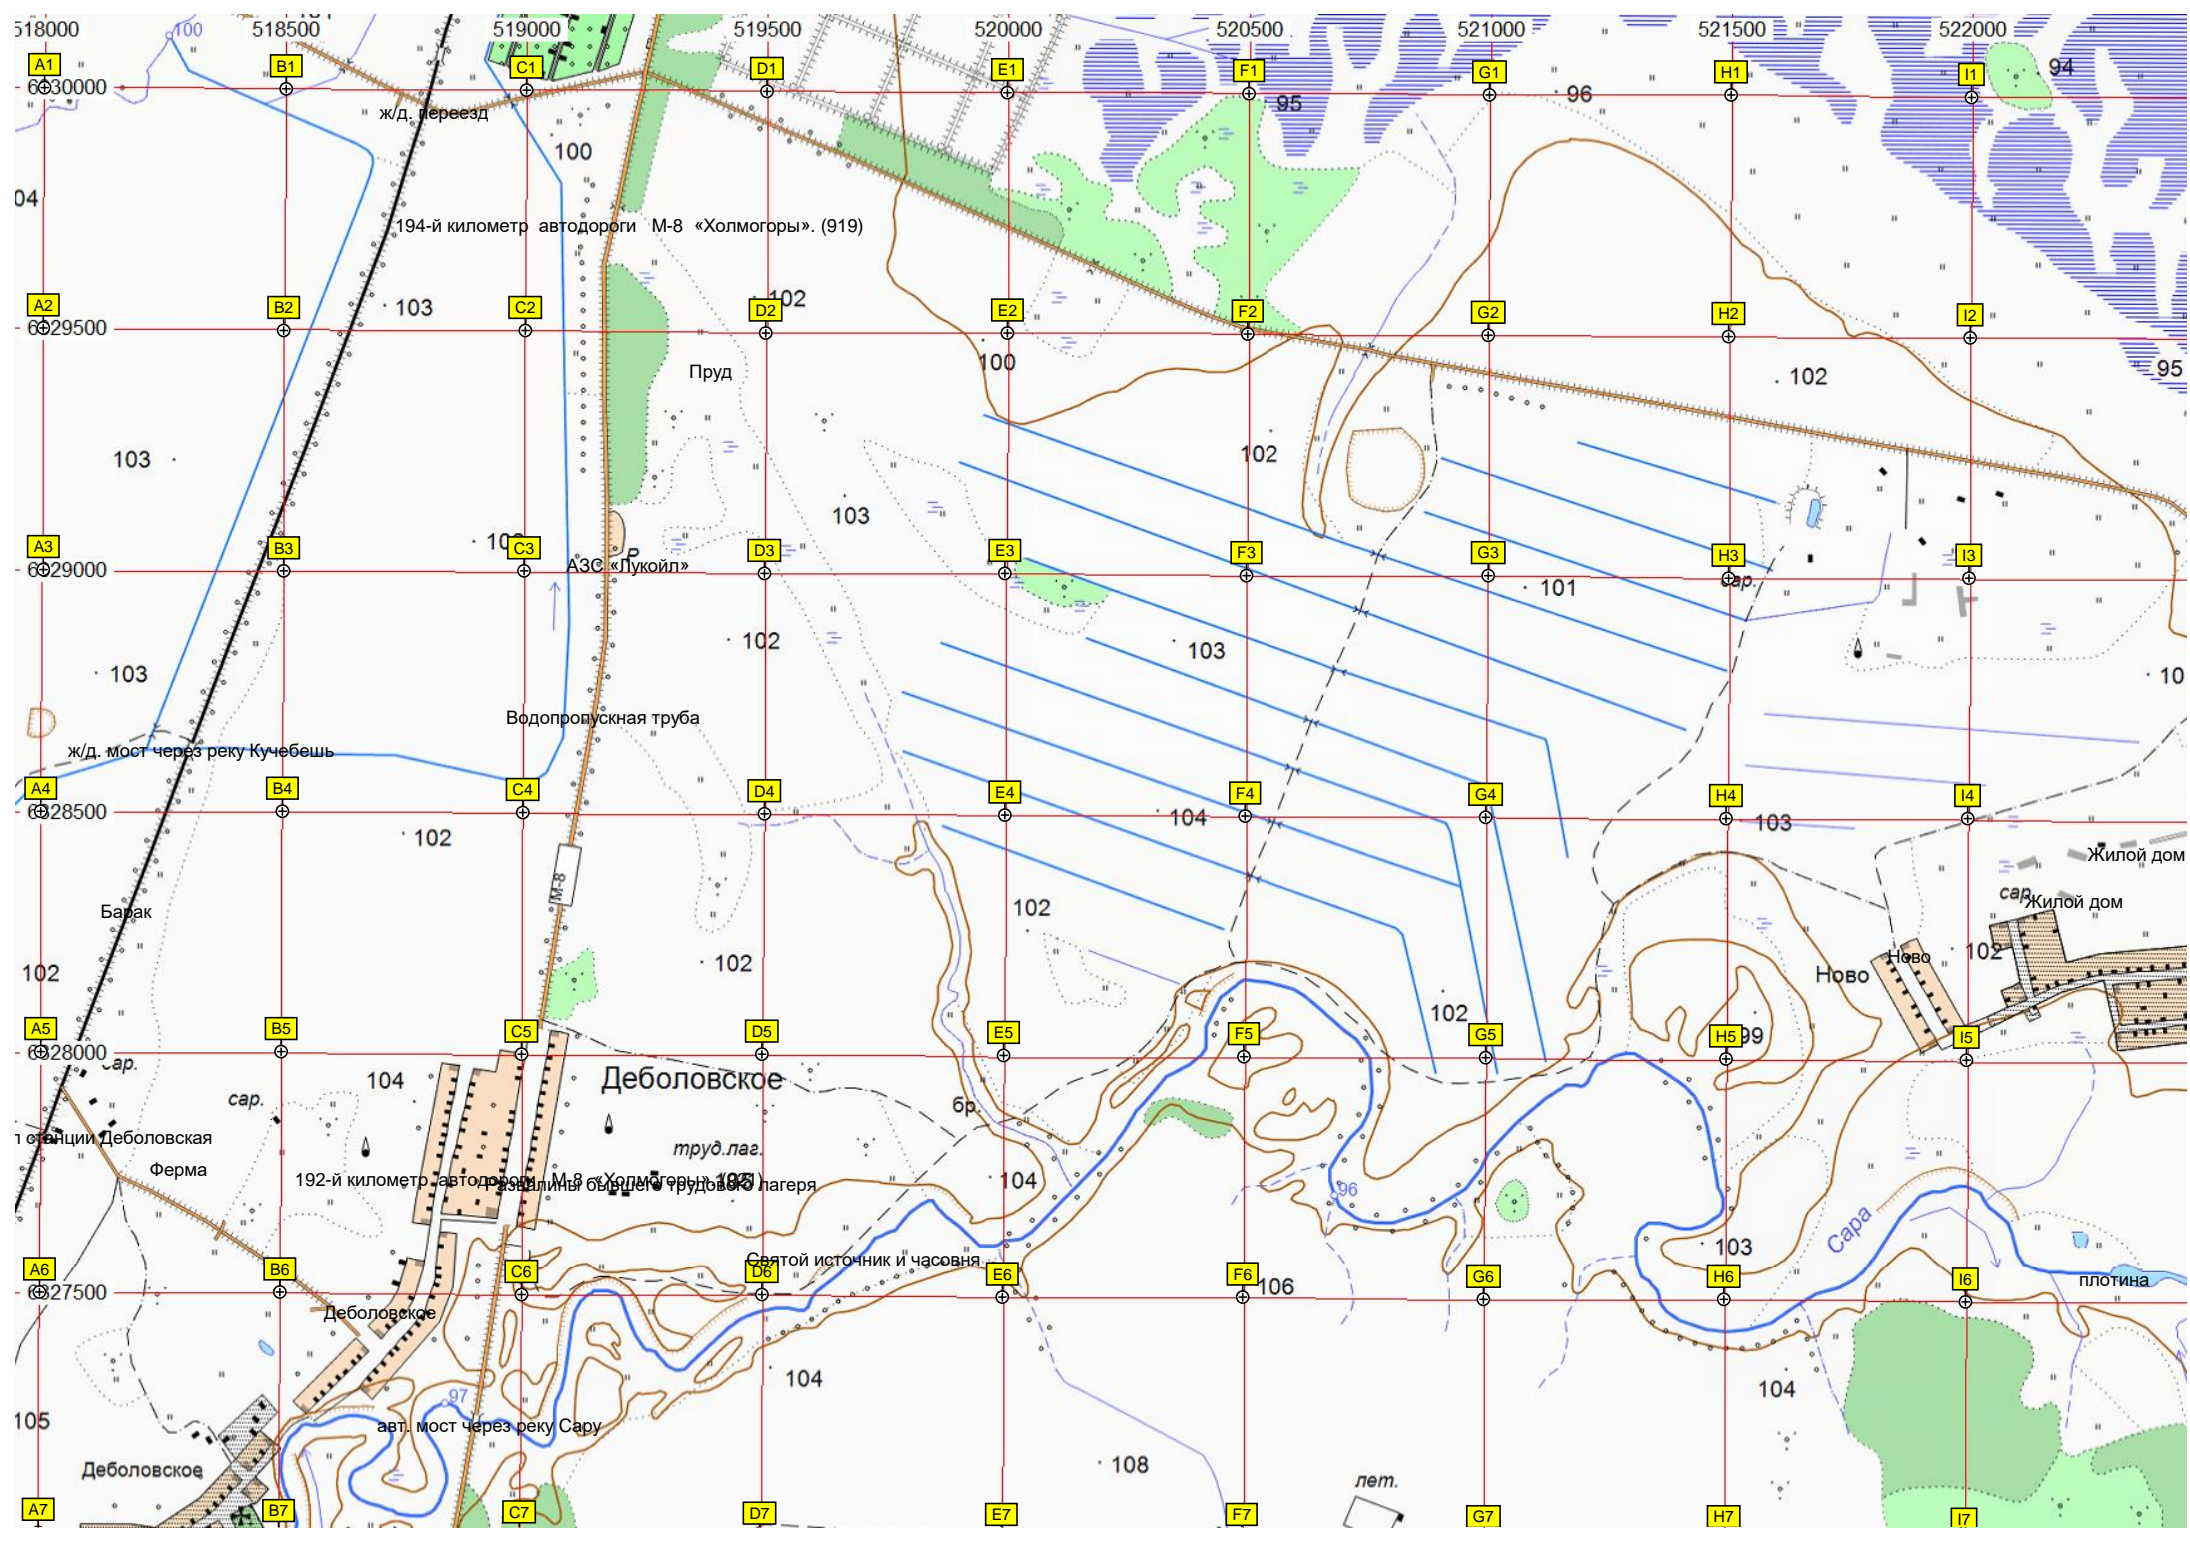 518000 518500 519000 519500 520000 520500 521000 521500 522000
100
A1 B1 C1 D1 E1 F1 G1 H1 I1
94
95 96
ж/д. переезд
100
04
194-й километр автодороги М-8 «Холмогоры». (919)
102
103
A2 B2 C2 D2 E2 F2 G2 H2 I2
100
Пруд
102
95
102
103
103
A3 B3 C3 D3 E3 F3 G3 H3 I3
Р
АЗС «Лукойл»
101
сар.
102
103
103
10
Водопропускная труба
ж/д. мост через реку Кучебешь
A4 B4 C4 D4 E4 F4 G4 H4 I4
104
103
102
Жилой дом
М-8
сар.
Жилой дом
Барак
102
102
Ново
Ново
102
102
102
A5 B5 C5 D5 E5 F5 G5 H5 I5
99
сар.
104
Деболовское
сар.
бр.
станции Деболовская
труд.лаг.
Ферма
192-й километр автодороги М-8 «Холмогоры».
Развалины бывшего трудового лагеря
104
96
Сара
103
Святой источник и часовня
A6 B6 C6 D6 E6 F6 G6 H6 I6
106
плотина
Деболовское
104
104
97
105
авт. мост через реку Сару
Деболовское
108
лет.
A7 B7 C7 D7 E7 F7 G7 H7 I7